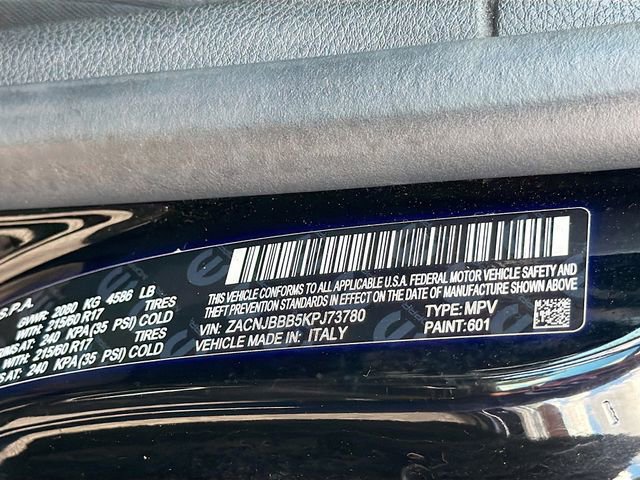 THIS VEHICLE CONFORMS TO ALL APPLICABLE U.S.A. FEDERAL MOTOR VEHICLE SAFETY AND
THEFT PREVENTION STANDARDS IN EFFECT ON THE DATE OF MANUFACTURE SHOWN ABOVE
S.P.A.
GVWR: 2080 KG 4586 LB
WITH: 215/60 R17 TIRES
AT: 240 KPA (35 PSI) COLD
WITH: 215/60 R17 TIRES
AT: 240 KPA (35 PSI) COLD
VIN: ZACNJBBB5KPJ73780
VEHICLE MADE IN: ITALY
TYPE: MPV
PAINT: 601